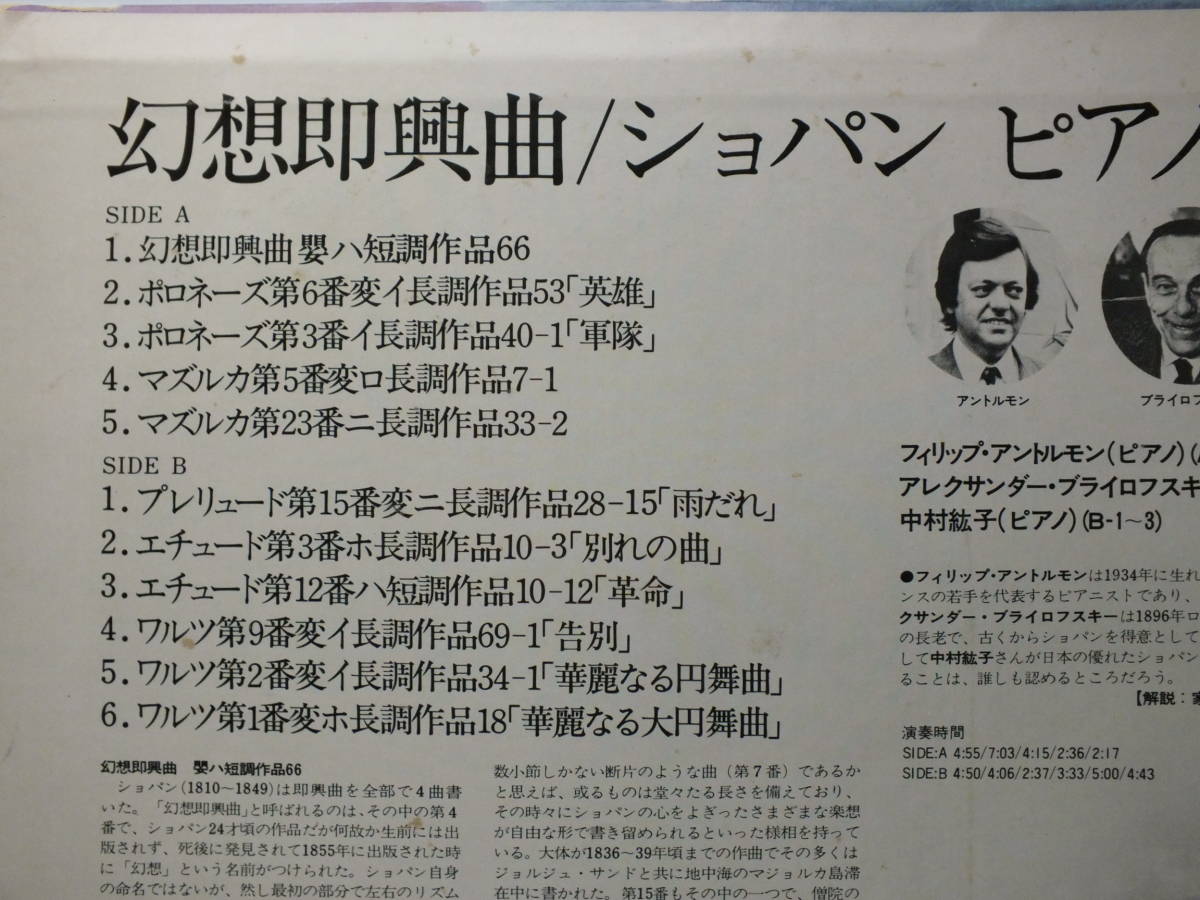 幻想即興曲/ショパン ピアノ
SIDE A
1.幻想即興曲 嬰ハ短調作品66
2.ポロネーズ第6番変イ長調作品53「英雄」
3.ポロネーズ第3番イ長調作品40-1「軍隊」
4.マズルカ第5番変ロ長調作品7-1
5.マズルカ第23番ニ長調作品33-2
SIDE B
1.プレリュード第15番変ニ長調作品28-15「雨だれ」
2.エチュード第3番ホ長調作品10-3「別れの曲」
3.エチュード第12番ハ短調作品10-12「革命」
4.ワルツ第9番変イ長調作品69-1「告別」
5.ワルツ第2番変イ長調作品34-1「華麗なる円舞曲」
6.ワルツ第1番変ホ長調作品18「華麗なる大円舞曲」
幻想即興曲 嬰ハ短調作品66
ショパン(1810〜1849)は即興曲を全部で4曲書
いた。「幻想即興曲」と呼ばれるのは、その中の第4
番で、ショパン24才頃の作品だが何故か生前には出
版されず、死後に発見されて1855年に出版された時
に「幻想」という名前がつけられた。ショパン自身
の命名ではないが、然し最初の部分で左右のリズム
数小節しかない断片のような曲(第7番)であるか
と思えば、或るものは堂々たる長さを備えており、
その時々にショパンの心をよぎったさまざまな楽想
が自由な形で書き留められるといった様相を持って
いる。大体が1836〜39年頃までの作曲でその多くは
ジョルジュ・サンドと共に地中海のマジョルカ島滞
在中に書かれた。第15番もその中の一つで、僧院の
アントルモン
ブライロフ
フィリップ・アントルモン(ピアノ)(
アレクサンダー・ブライロフスキ
中村紘子(ピアノ)(B-1〜3)
●フィリップ・アントルモンは1934年に生れ
ンスの若手を代表するピアニストであり、
クサンダー・ブライロフスキーは1896年ロ
の長老で、古くからショパンを得意として
して中村紘子さんが日本の優れたショパン
ることは、誰しも認めるところだろう。
【解説:
演奏時間
SIDE:A 4:55/7:03/4:15/2:36/2:17
SIDE:B 4:50/4:06/2:37/3:33/5:00/4:43